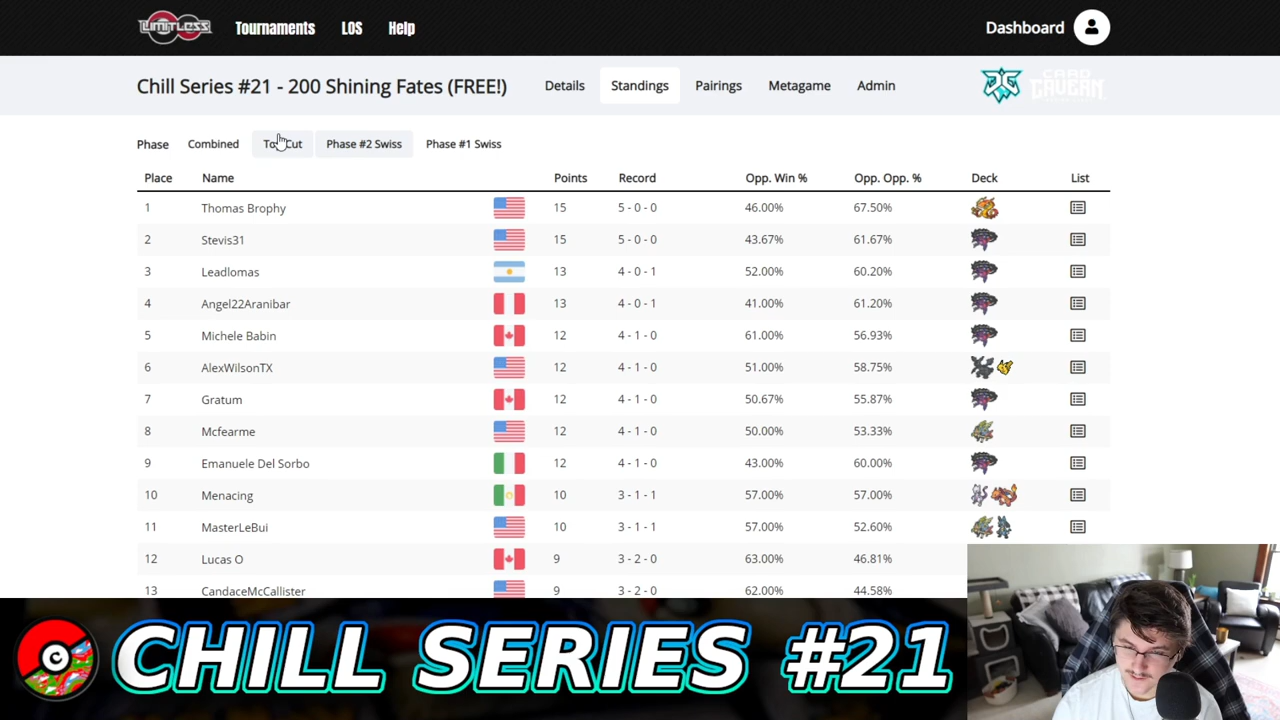 LIMITLESS Tournaments LOS Help Dashboard
Chill Series #21 - 200 Shining Fates (FREE!) Details Standings Pairings Metagame Admin CARD CAVERN
Phase Combined Cut Phase #2 Swiss Phase #1 Swiss
Place Name Points Record Opp. Win % Opp. Opp. % Deck List
1 Thomas Brophy 15 5 - 0 - 0 46.00% 67.50%
2 Stevis31 15 5 - 0 - 0 43.67% 61.67%
3 Leadlomas 13 4 - 0 - 1 52.00% 60.20%
4 Angel22Aranibar 13 4 - 0 - 1 41.00% 61.20%
5 Michele Babin 12 4 - 1 - 0 61.00% 56.93%
6 AlexWilsonTX 12 4 - 1 - 0 51.00% 58.75%
7 Gratum 12 4 - 1 - 0 50.67% 55.87%
8 Mcfearme 12 4 - 1 - 0 50.00% 53.33%
9 Emanuele Del Sorbo 12 4 - 1 - 0 43.00% 60.00%
10 Menacing 10 3 - 1 - 1 57.00% 57.00%
11 MasterLeBui 10 3 - 1 - 1 57.00% 52.60%
12 Lucas O 9 3 - 2 - 0 63.00% 46.81%
13 CandaceMcCallister 9 3 - 2 - 0 62.00% 44.58%
CHILL SERIES #21